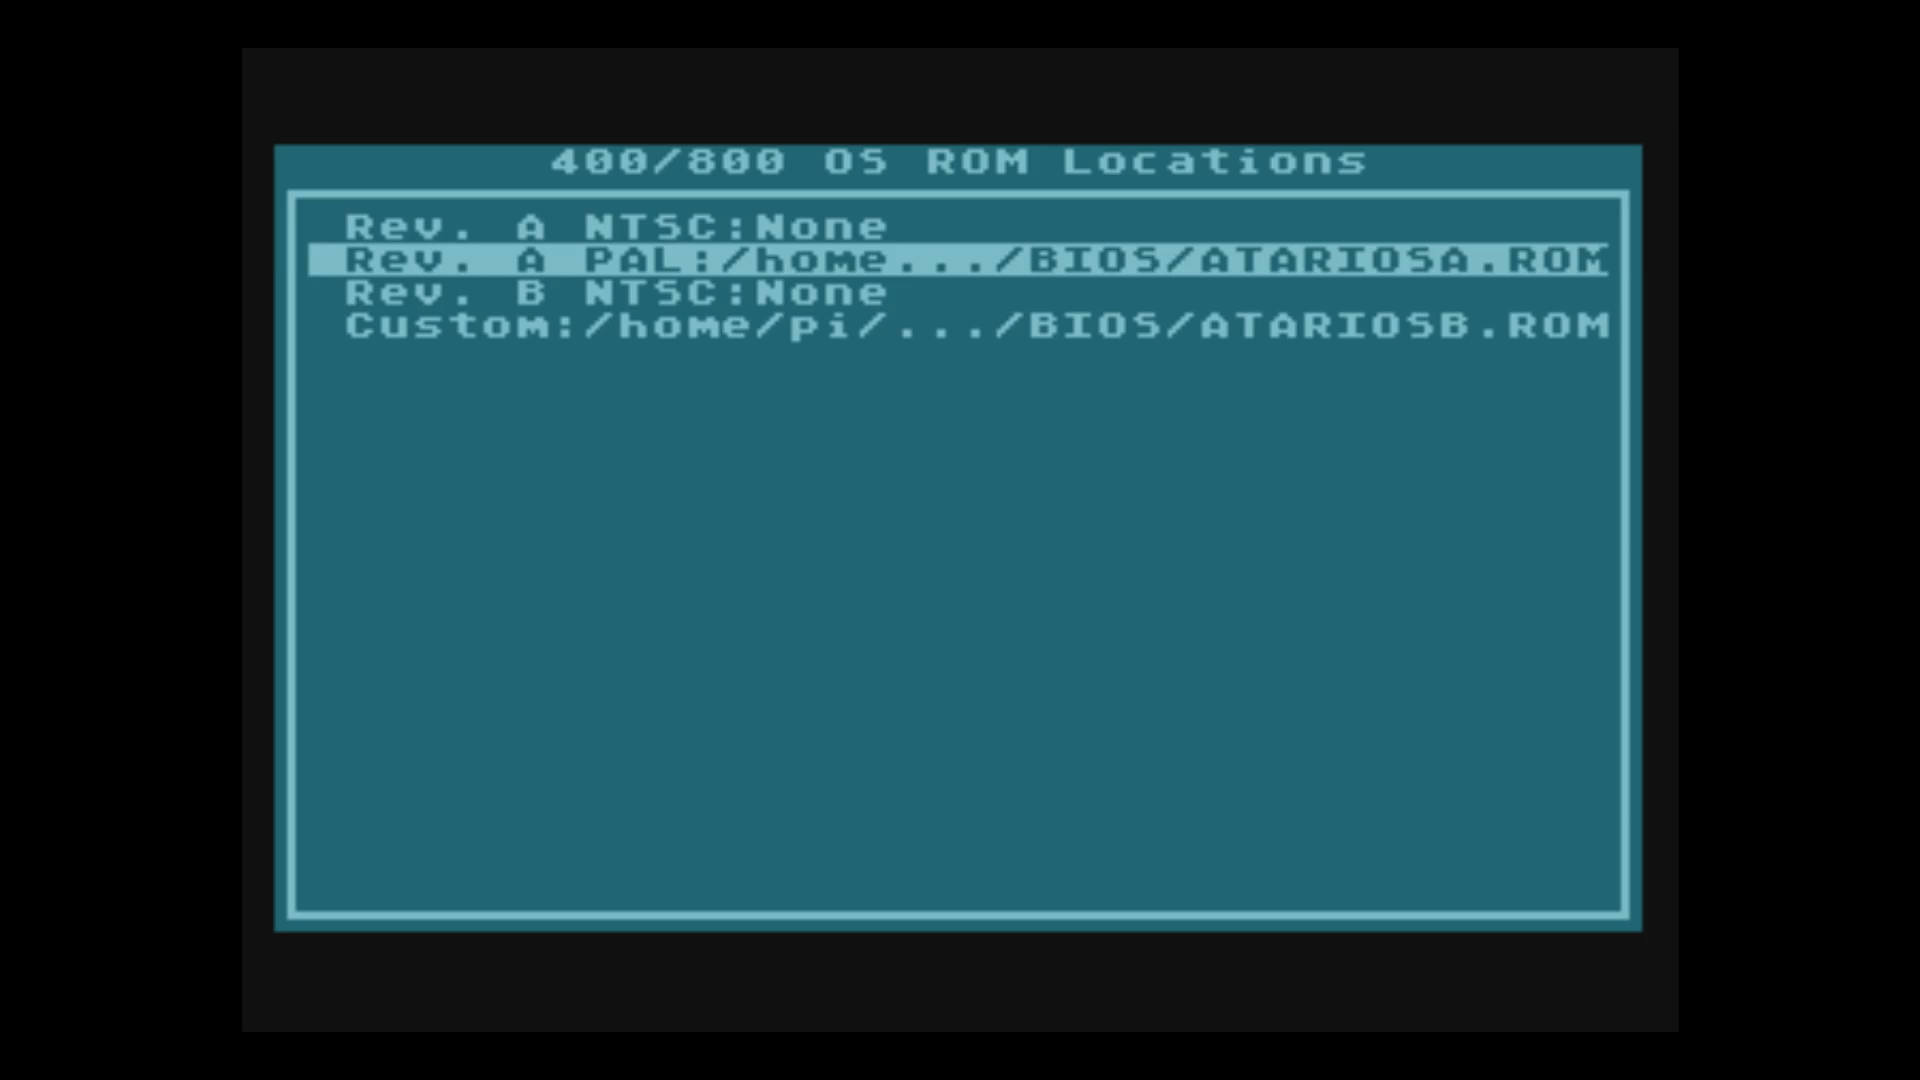 400/800 OS ROM Locations
Rev. A NTSC:None
Rev. A PAL:/home.../BIOS/ATARIOSA.ROM
Rev. B NTSC:None
Custom:/home/pi/.../BIOS/ATARIOSB.ROM